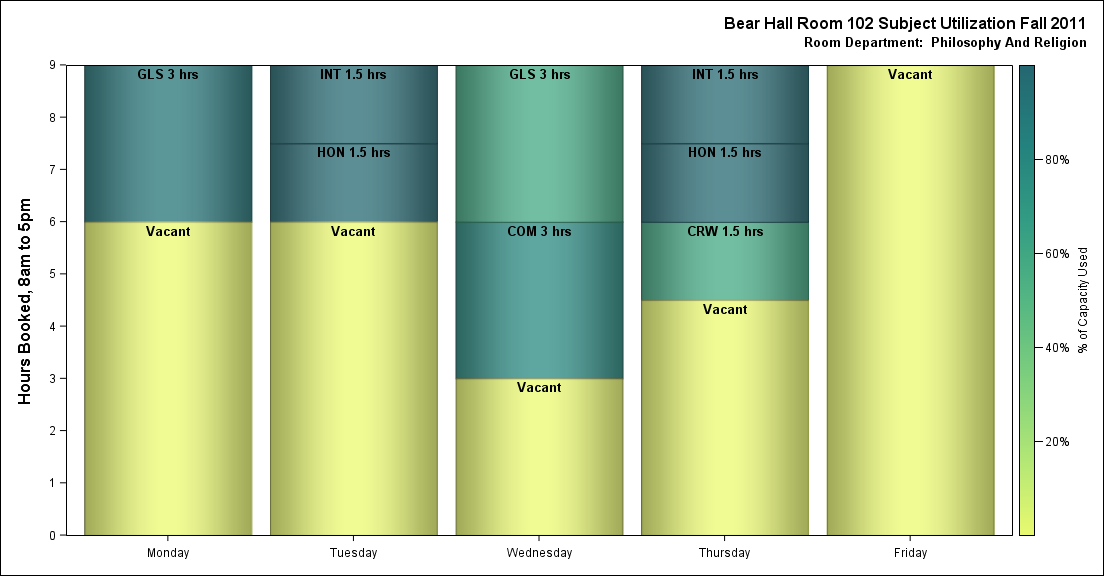 Bear Hall Room 102 Subject Utilization Fall 2011
Room Department: Philosophy And Religion
Hours Booked, 8am to 5pm
9
8
7
6
5
4
3
2
1
0
GLS 3 hrs
Vacant
INT 1.5 hrs
HON 1.5 hrs
Vacant
GLS 3 hrs
COM 3 hrs
Vacant
INT 1.5 hrs
HON 1.5 hrs
CRW 1.5 hrs
Vacant
Vacant
Monday
Tuesday
Wednesday
Thursday
Friday
80%
60%
40%
20%
% of Capacity Used